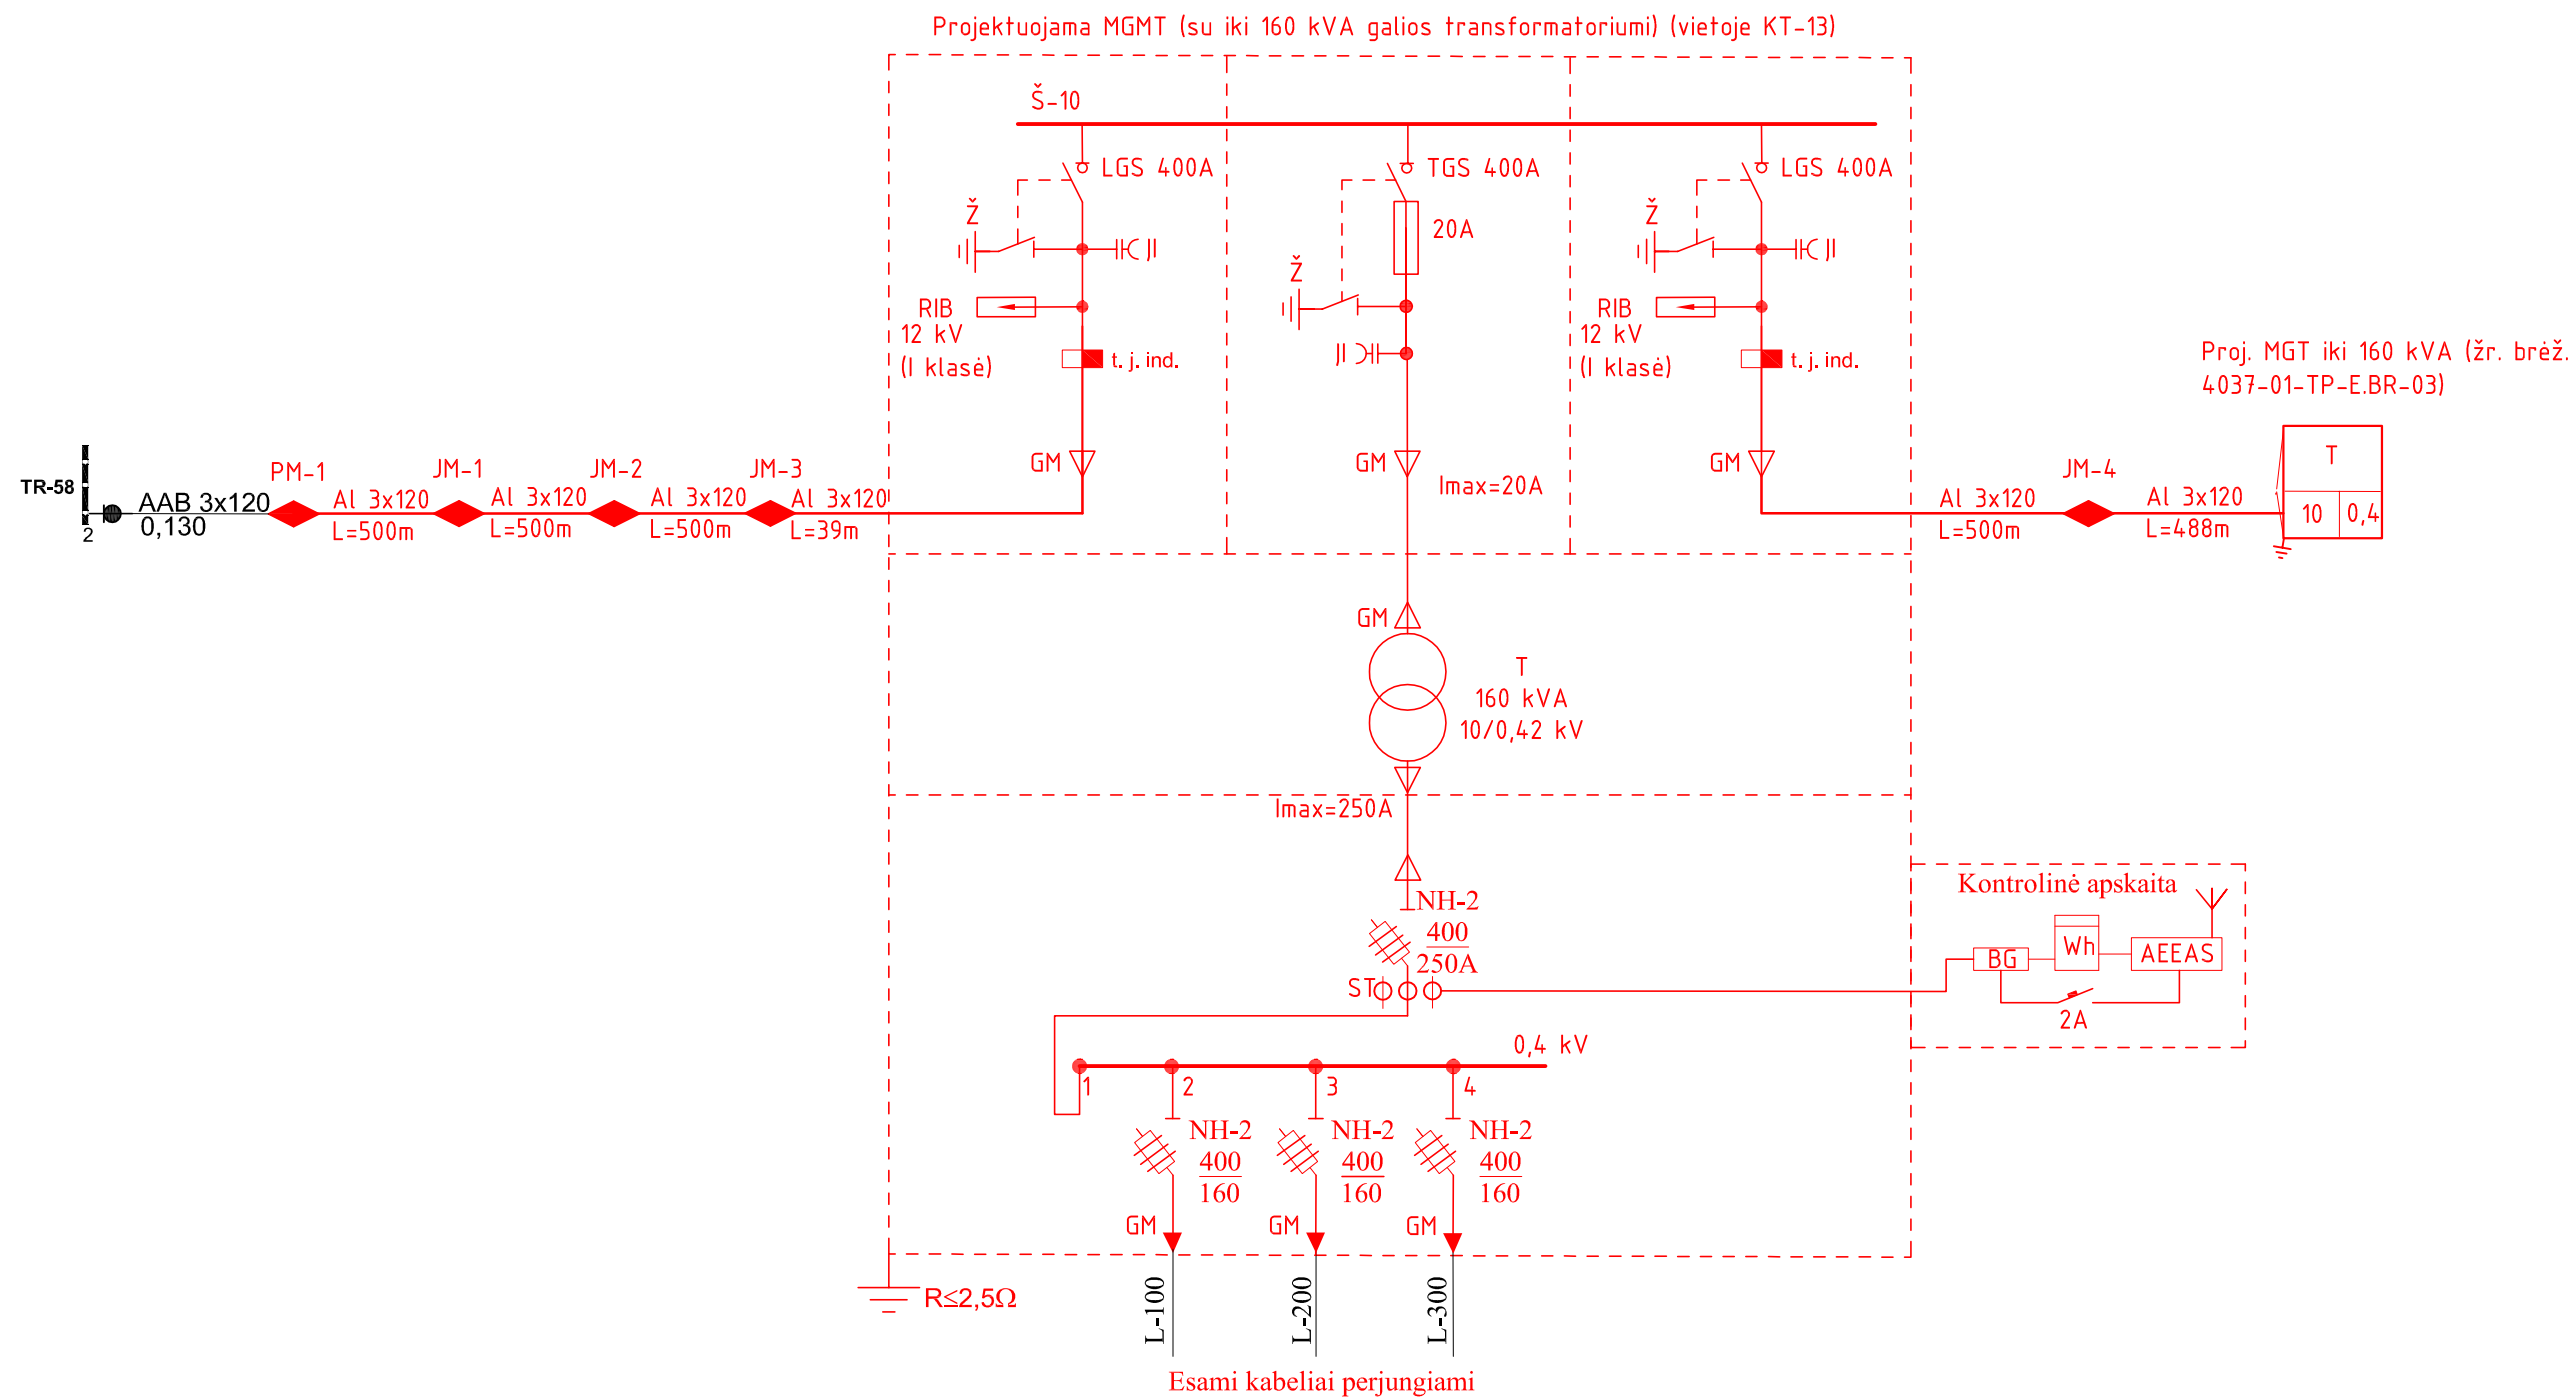 Projektuojama MGMT (su iki 160 kVA galios transformatoriumi) (vietoje KT-13)
Š-10
LGS 400A
TGS 400A
LGS 400A
Ž
20A
Ž
Ž
JI
JI
RIB
12 kV
(I klasė)
t. j. ind.
JI
RIB
12 kV
(I klasė)
t. j. ind.
Proj. MGT iki 160 kVA (žr. brėž.
4037-01-TP-E.BR-03)
GM
GM
GM
Imax=20A
TR-58
2
AAB 3x120
0,130
PM-1
Al 3x120
L=500m
JM-1
Al 3x120
L=500m
JM-2
Al 3x120
L=500m
JM-3
Al 3x120
L=39m
Al 3x120
L=500m
JM-4
Al 3x120
L=488m
T
10
0,4
GM
T
160 kVA
10/0,42 kV
Imax=250A
NH-2
400
250A
ST
Kontrolinė apskaita
BG
Wh
AEEAS
2A
0,4 kV
1
2
3
4
NH-2
400
160
NH-2
400
160
NH-2
400
160
GM
GM
GM
R≤2,5Ω
L-100
L-200
L-300
Esami kabeliai perjungiami